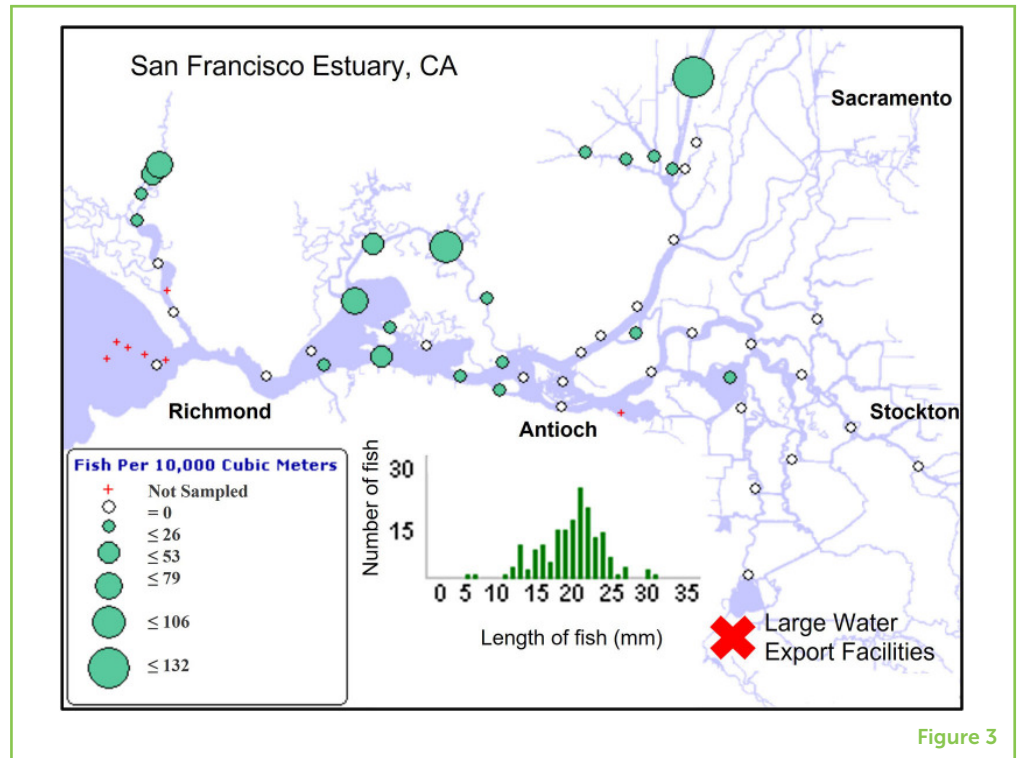 San Francisco Estuary, CA
Sacramento
Richmond
Antioch
Stockton
Fish Per 10,000 Cubic Meters
Not Sampled
= 0
≤ 26
≤ 53
≤ 79
≤ 106
≤ 132
Number of fish
30
15
0 5 10 15 20 25 30 35
Length of fish (mm)
Large Water
Export Facilities
Figure 3